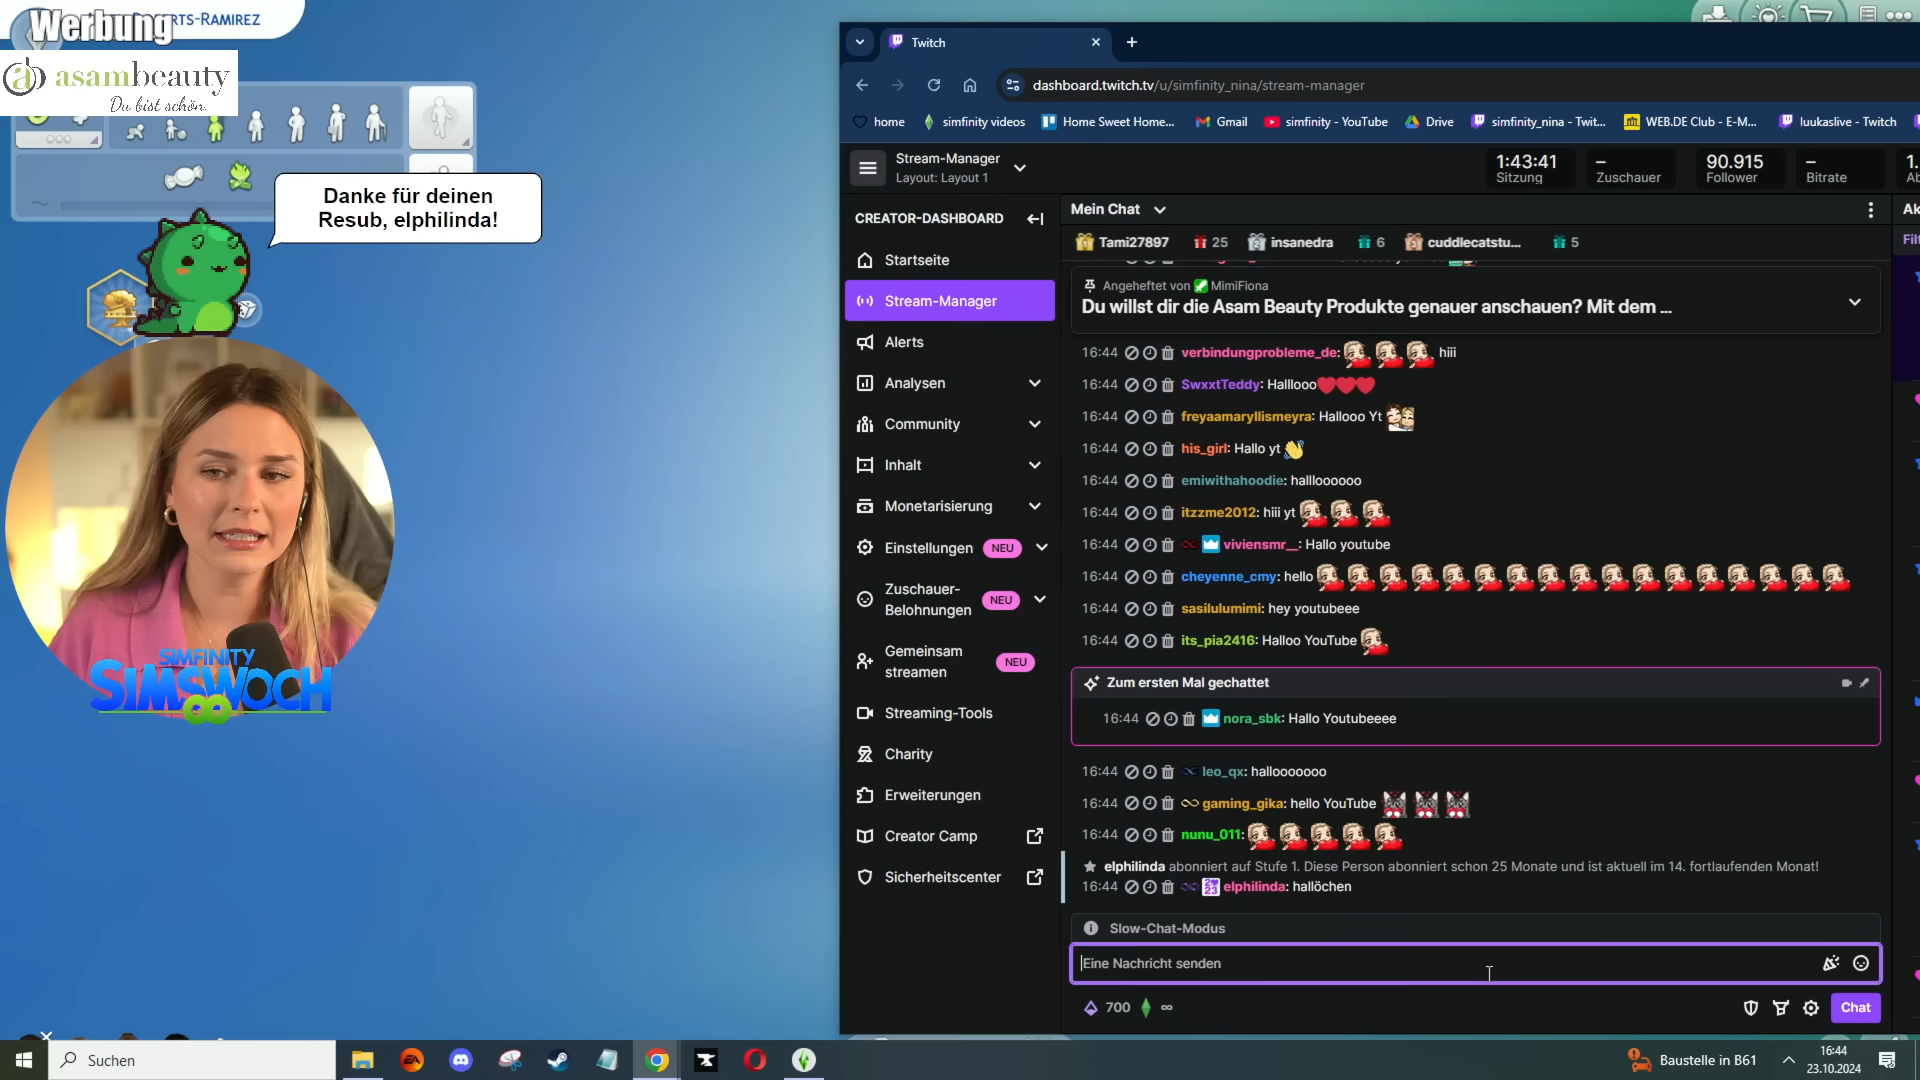 Werbung
RTS-RAMIREZ
asambeauty
Du bist schön.
Danke für deinen
Resub, elphilinda!
SIMFINITY
SIMSWOCH
Twitch
dashboard.twitch.tv/u/simfinity_nina/stream-manager
home
simfinity videos
Home Sweet Home...
Gmail
simfinity - YouTube
Drive
simfinity_nina - Twit...
WEB.DE Club - E-M...
luukaslive - Twitch
Stream-Manager
Layout: Layout 1
1:43:41
Sitzung
–
Zuschauer
90.915
Follower
–
Bitrate
1.
Ab
CREATOR-DASHBOARD
Startseite
Stream-Manager
Alerts
Analysen
Community
Inhalt
Monetarisierung
Einstellungen NEU
Zuschauer-
Belohnungen NEU
Gemeinsam
streamen NEU
Streaming-Tools
Charity
Erweiterungen
Creator Camp
Sicherheitscenter
Mein Chat
Ak
Filt
Tami27897 25 insanedra 6 cuddlecatstu... 5
Angeheftet von MimiFiona
Du willst dir die Asam Beauty Produkte genauer anschauen? Mit dem ...
16:44 verbindungprobleme_de: hiii
16:44 SwxxtTeddy: Halllooo
16:44 freyaamaryllismeyra: Hallooo Yt
16:44 his_girl: Hallo yt
16:44 emiwithahoodie: hallloooooo
16:44 itzzme2012: hiii yt
16:44 viviensmr__: Hallo youtube
16:44 cheyenne_cmy: hello
16:44 sasilulumimi: hey youtubeee
16:44 its_pia2416: Halloo YouTube
Zum ersten Mal gechattet
16:44 nora_sbk: Hallo Youtubeeee
16:44 leo_qx: hallooooooo
16:44 gaming_gika: hello YouTube
16:44 nunu_011:
elphilinda abonniert auf Stufe 1. Diese Person abonniert schon 25 Monate und ist aktuell im 14. fortlaufenden Monat!
16:44 elphilinda: hallöchen
Slow-Chat-Modus
Eine Nachricht senden
700 ∞
Chat
Suchen
Baustelle in B61
16:44
23.10.2024